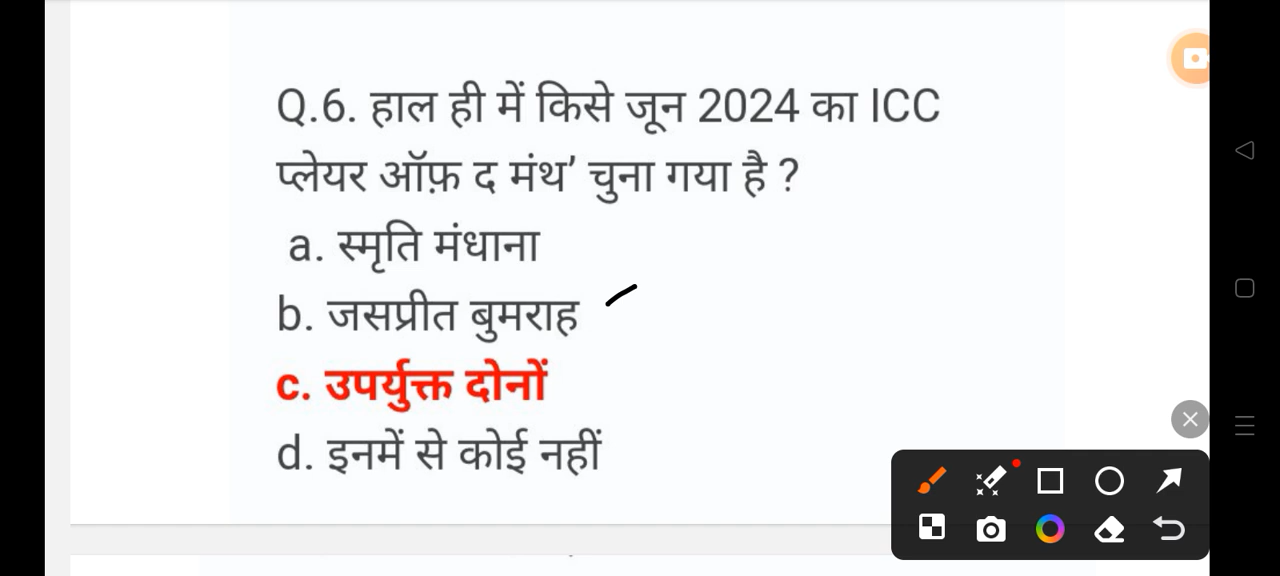 Q.6. हाल ही में किसे जून 2024 का ICC
प्लेयर ऑफ़ द मंथ’ चुना गया है ?
a. स्मृति मंधाना
b. जसप्रीत बुमराह
c. उपर्युक्त दोनों
d. इनमें से कोई नहीं